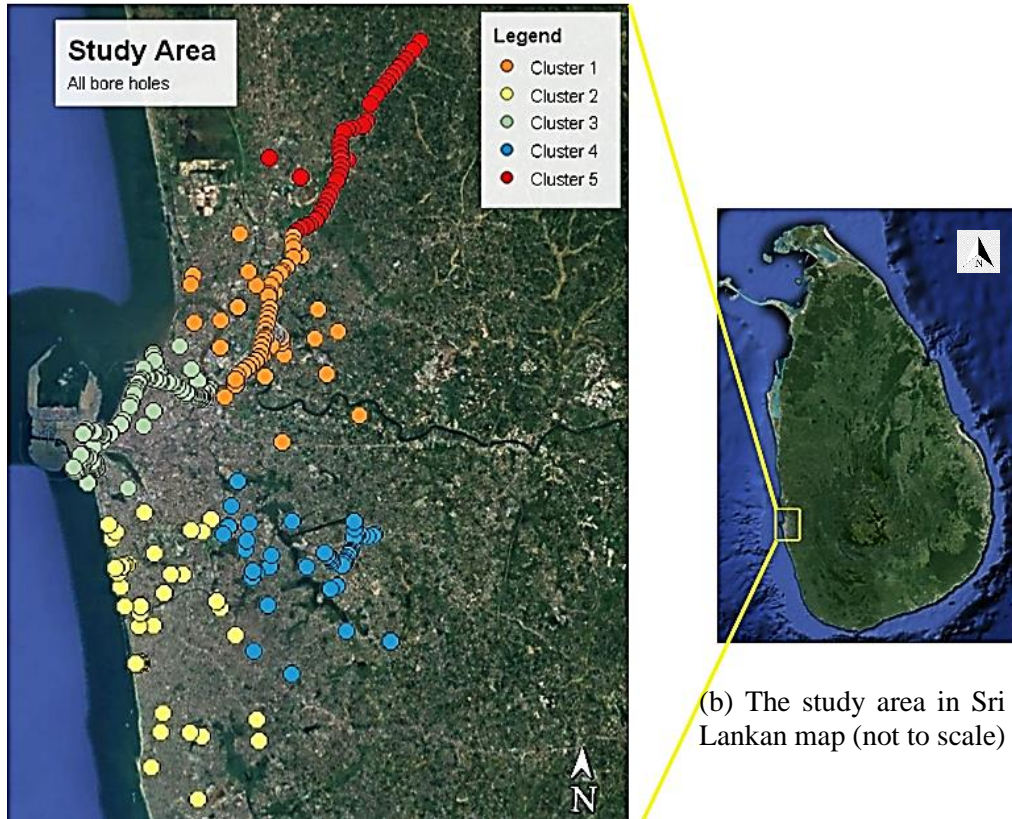 Study Area
All bore holes
Legend
Cluster 1
Cluster 2
Cluster 3
Cluster 4
Cluster 5
N
N
(b) The study area in Sri
Lankan map (not to scale)